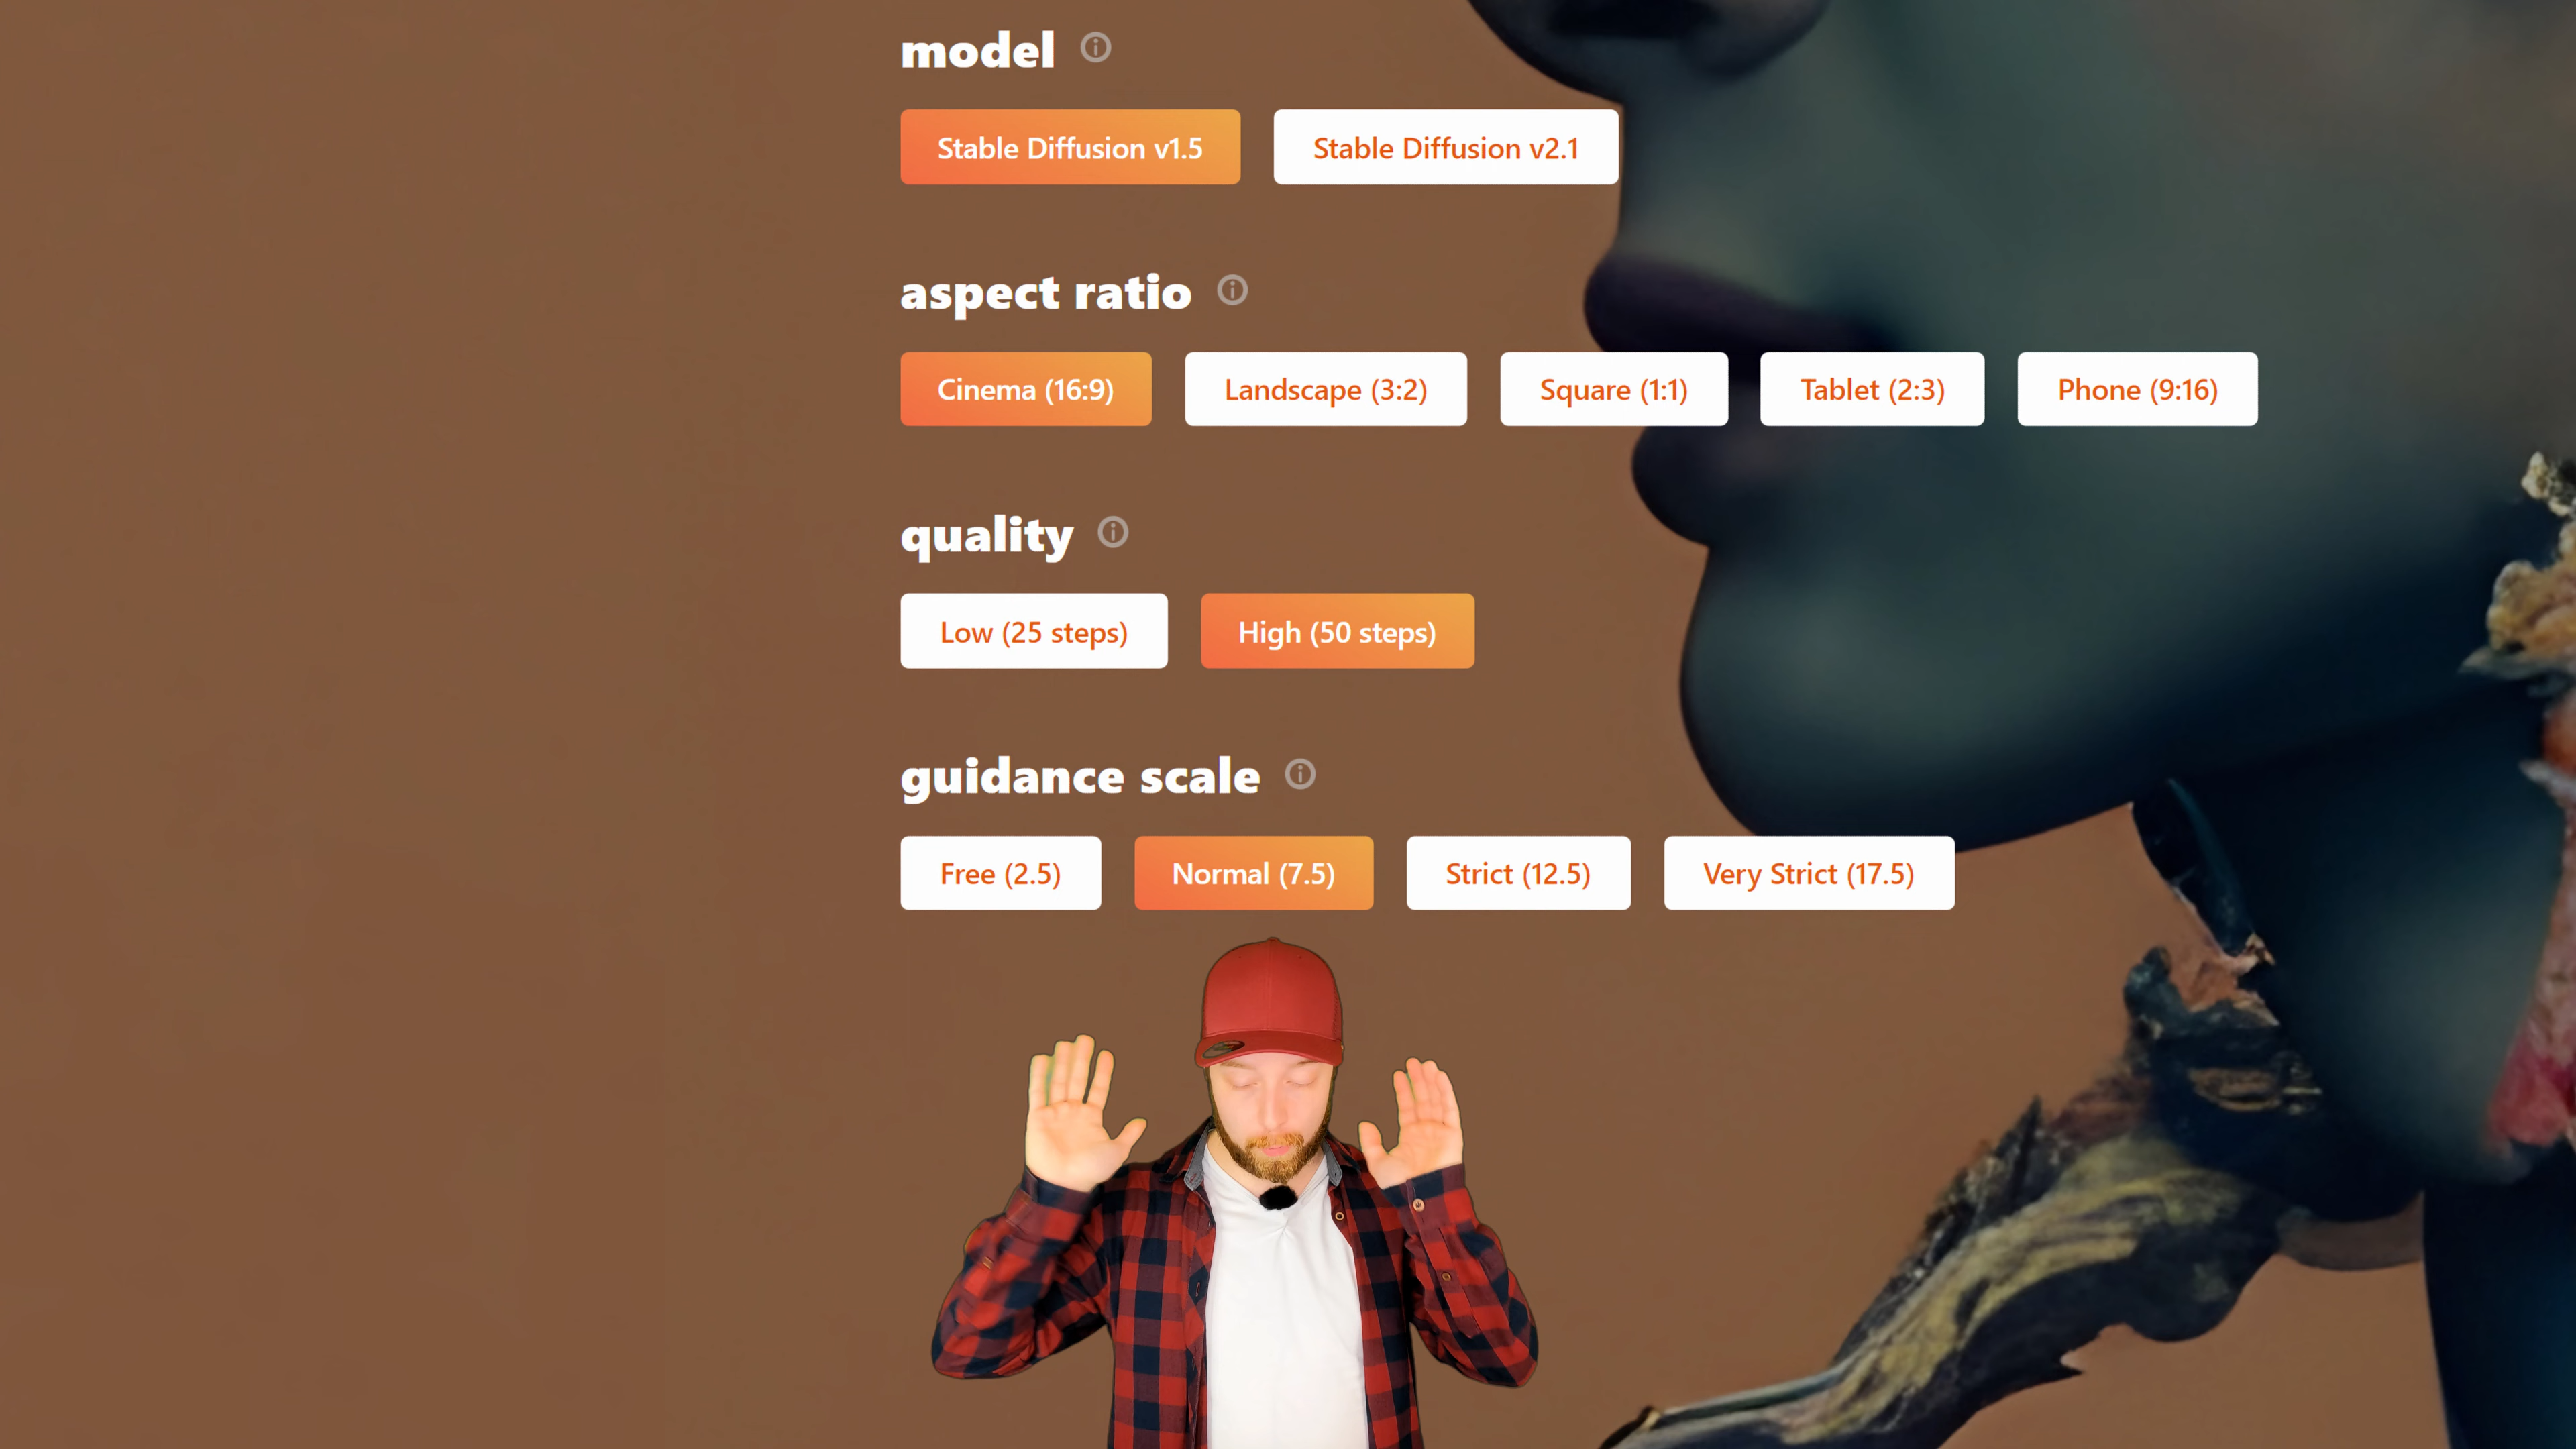 model
Stable Diffusion v1.5 Stable Diffusion v2.1
aspect ratio
Cinema (16:9) Landscape (3:2) Square (1:1) Tablet (2:3) Phone (9:16)
quality
Low (25 steps) High (50 steps)
guidance scale
Free (2.5) Normal (7.5) Strict (12.5) Very Strict (17.5)